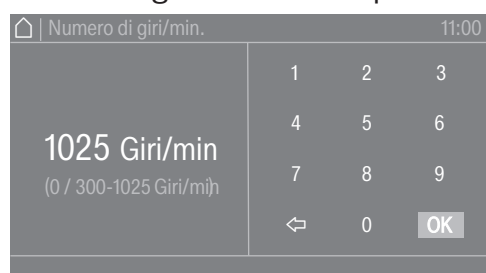 Numero di giri/min. 11:00
1 2 3
4 5 6
1025 Giri/min
(0 / 300-1025 Giri/min)
7 8 9
0 OK